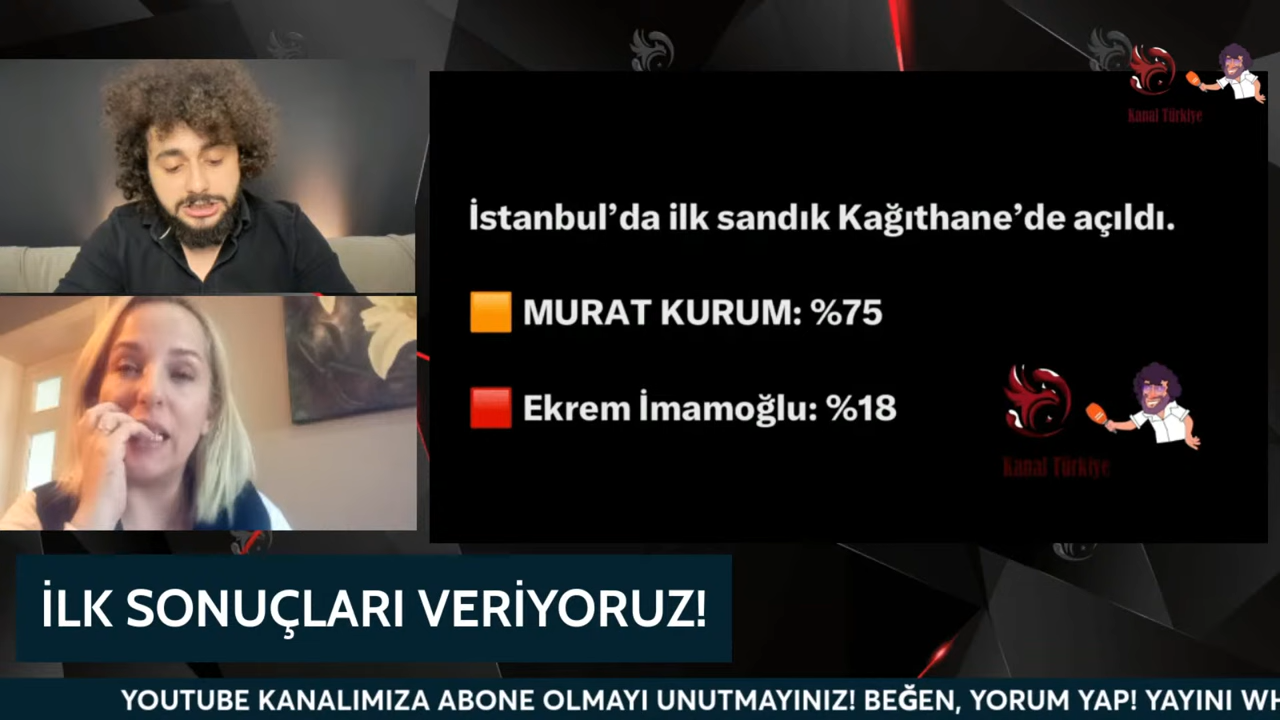 Kanal Türkiye
İstanbul’da ilk sandık Kağıthane’de açıldı.
MURAT KURUM: %75
Ekrem İmamoğlu: %18
Kanal Türkiye
İLK SONUÇLARI VERİYORUZ!
YOUTUBE KANALIMIZA ABONE OLMAYI UNUTMAYINIZ! BEĞEN, YORUM YAP! YAYINI WH